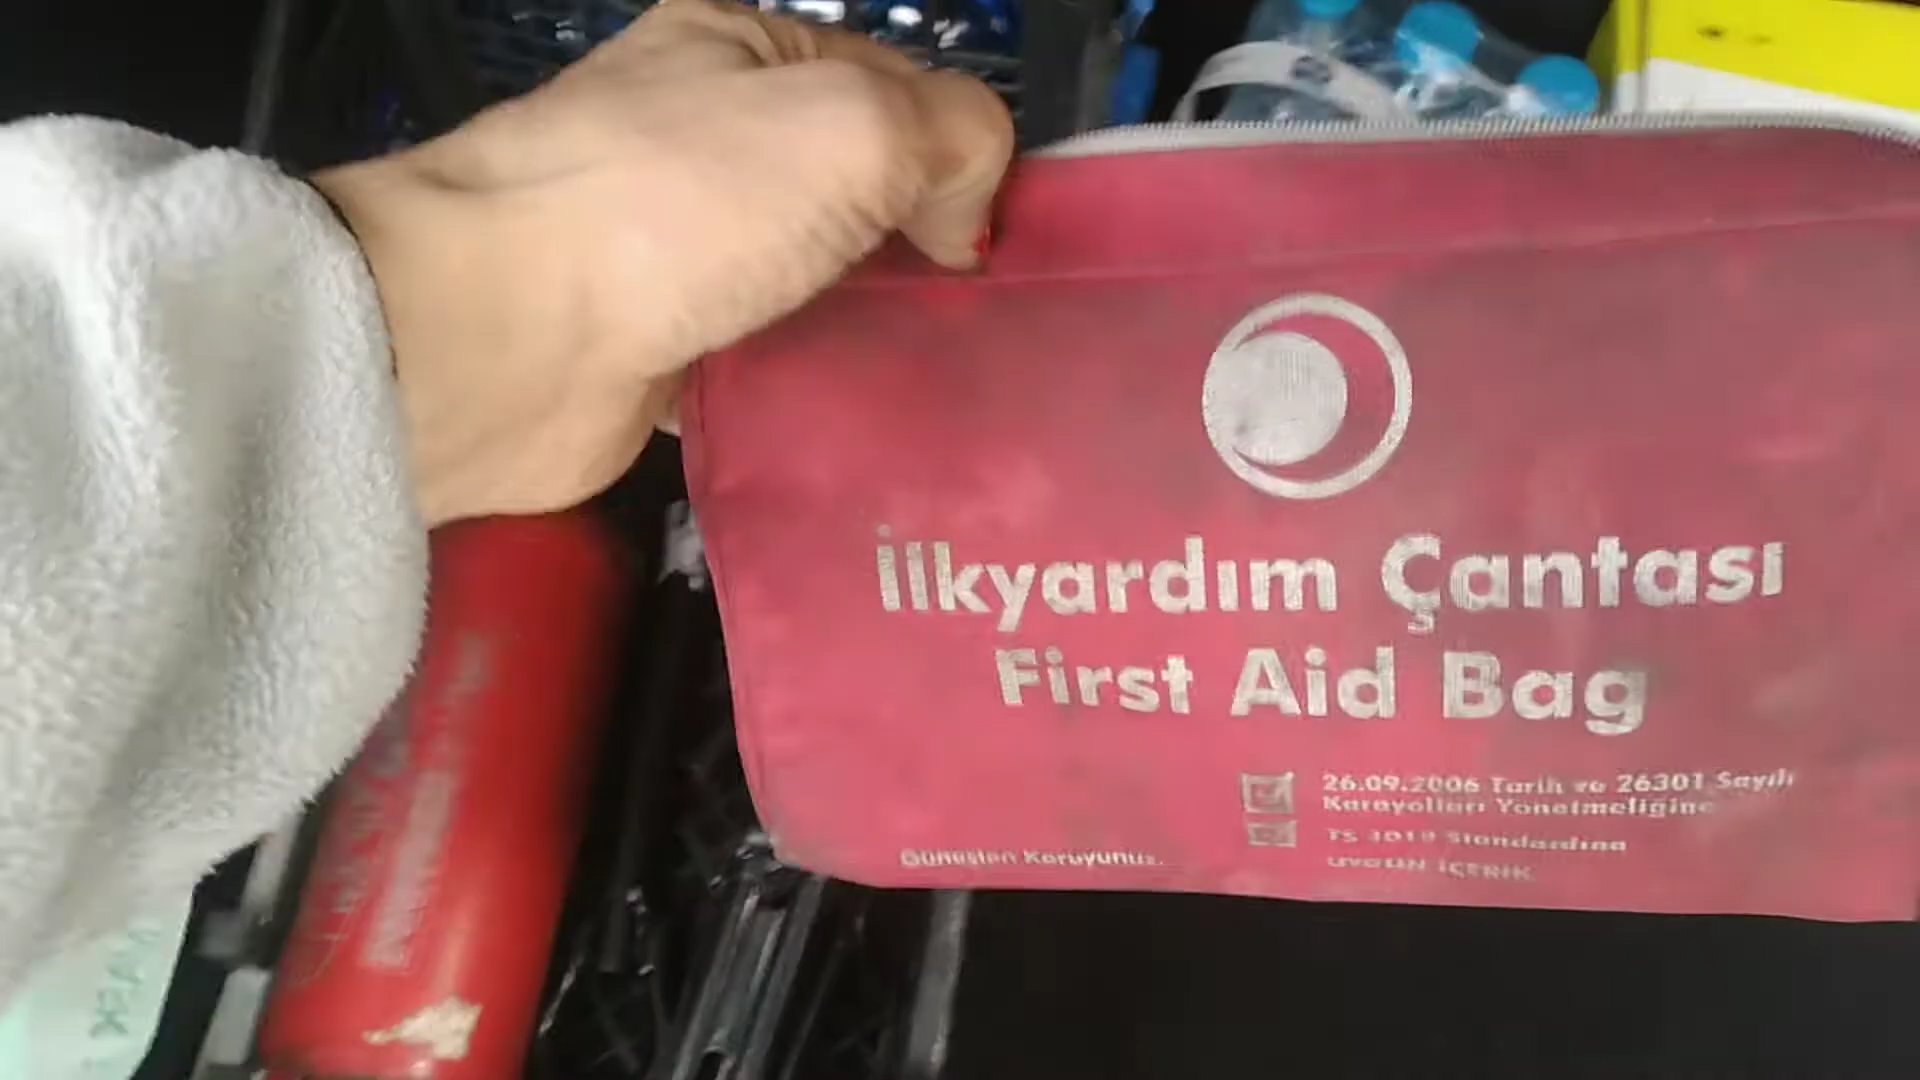 İlkyardım Çantası
First Aid Bag
26.09.2006 Tarih ve 26301 Sayılı
Karayolları Yönetmeliğine
TS 4019 Standardına
UYGUN İÇERİK
Güneşten Koruyunuz.